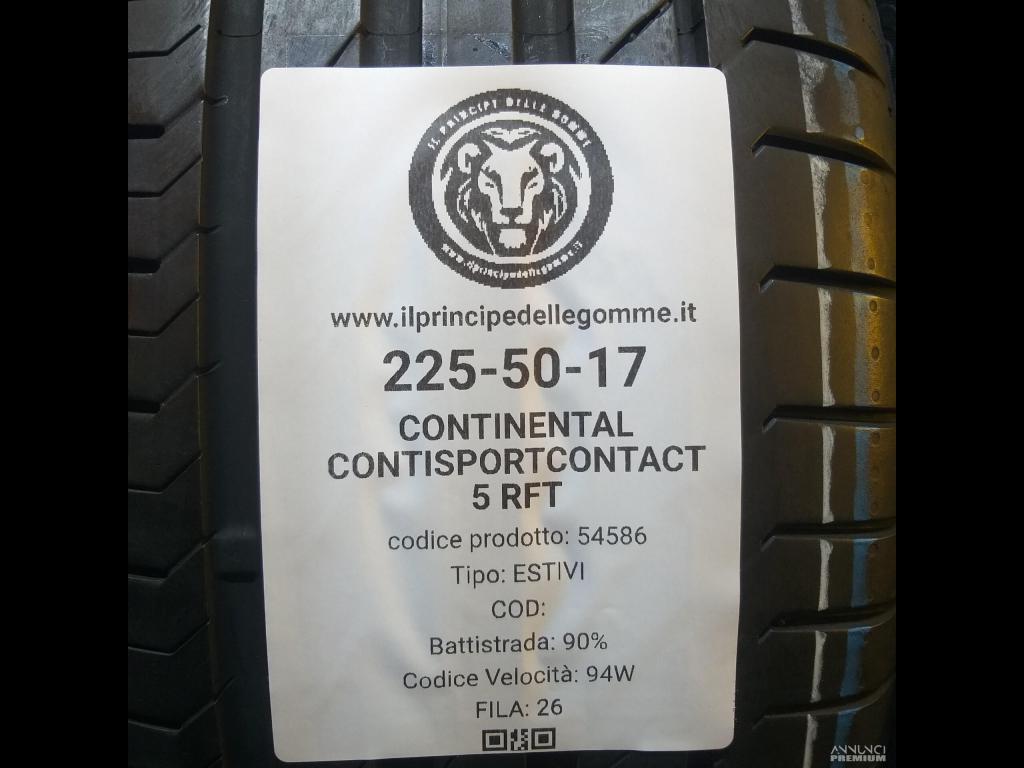 IL PRINCIPE DELLE GOMME
www.ilprincipedellegomme.it
www.ilprincipedellegomme.it
225-50-17
CONTINENTAL
CONTISPORTCONTACT
5 RFT
codice prodotto: 54586
Tipo: ESTIVI
COD:
Battistrada: 90%
Codice Velocità: 94W
FILA: 26
ANNUNCI
PREMIUM